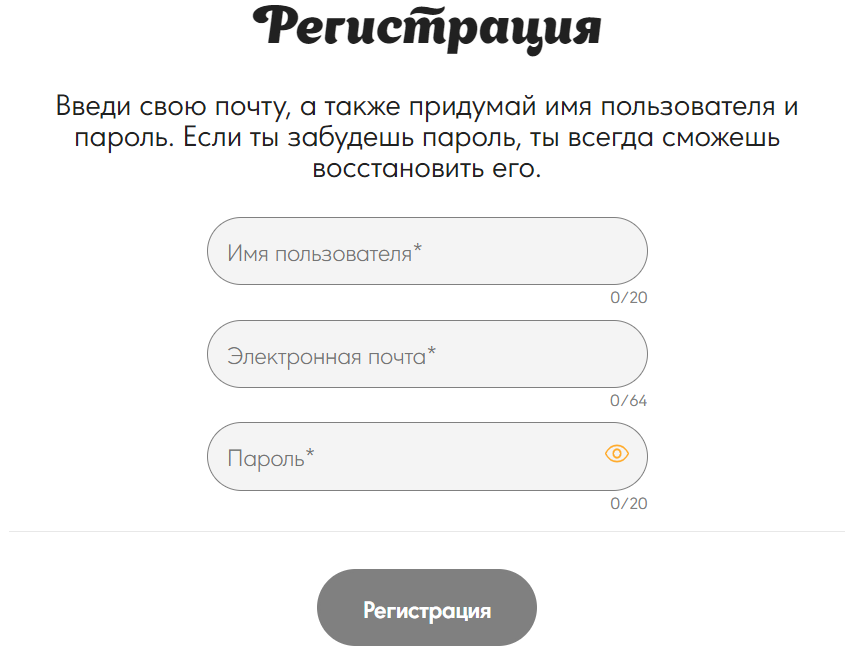 Регистрация
Введи свою почту, а также придумай имя пользователя и
пароль. Если ты забудешь пароль, ты всегда сможешь
восстановить его.
Имя пользователя*
0/20
Электронная почта*
0/64
Пароль*
0/20
Регистрация